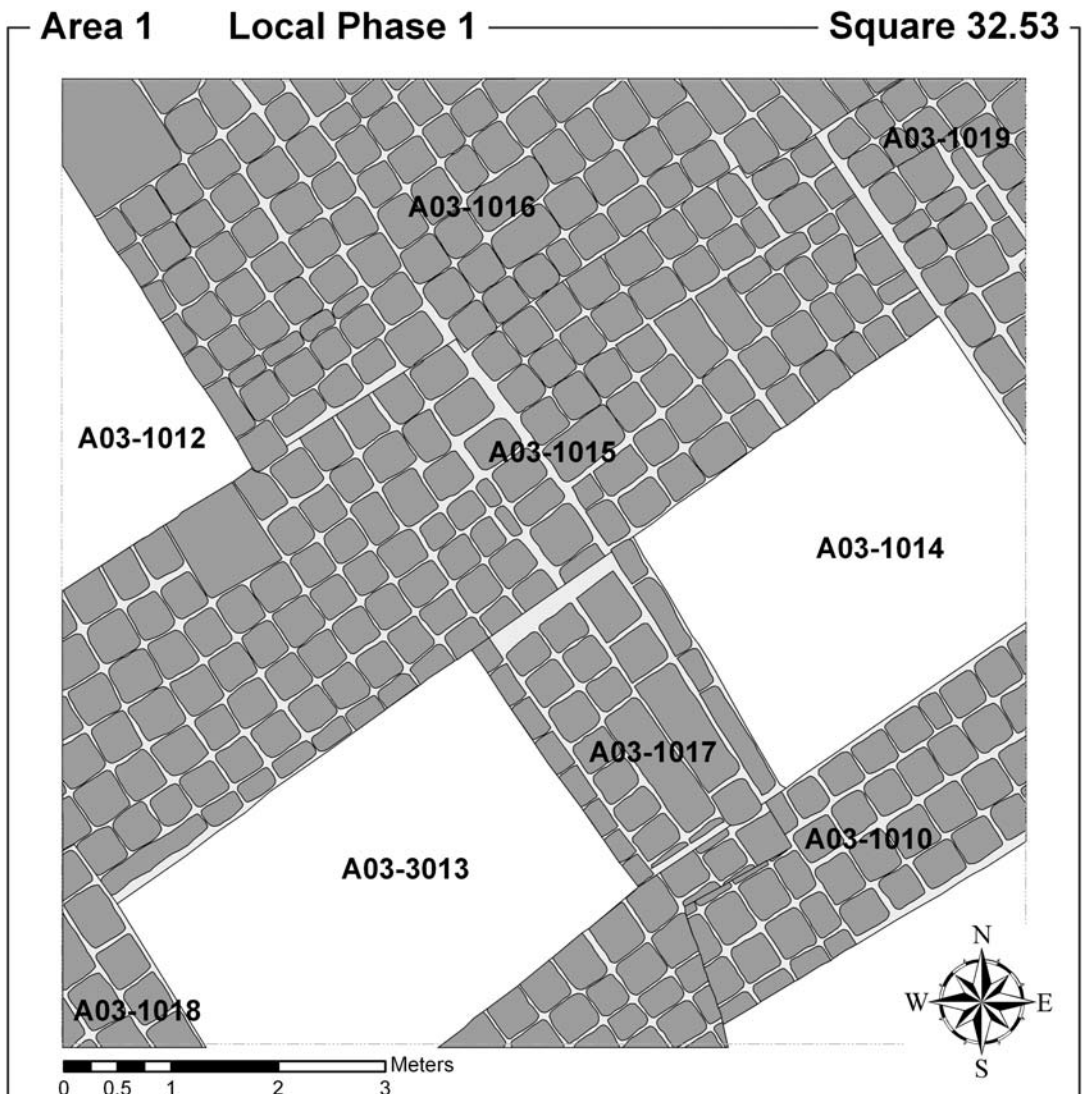 Area 1 Local Phase 1 Square 32.53
A03-1019
A03-1016
A03-1012
A03-1015
A03-1014
A03-1017
A03-1010
A03-3013
A03-1018
N
W E
S
Meters
0 0.5 1 2 3